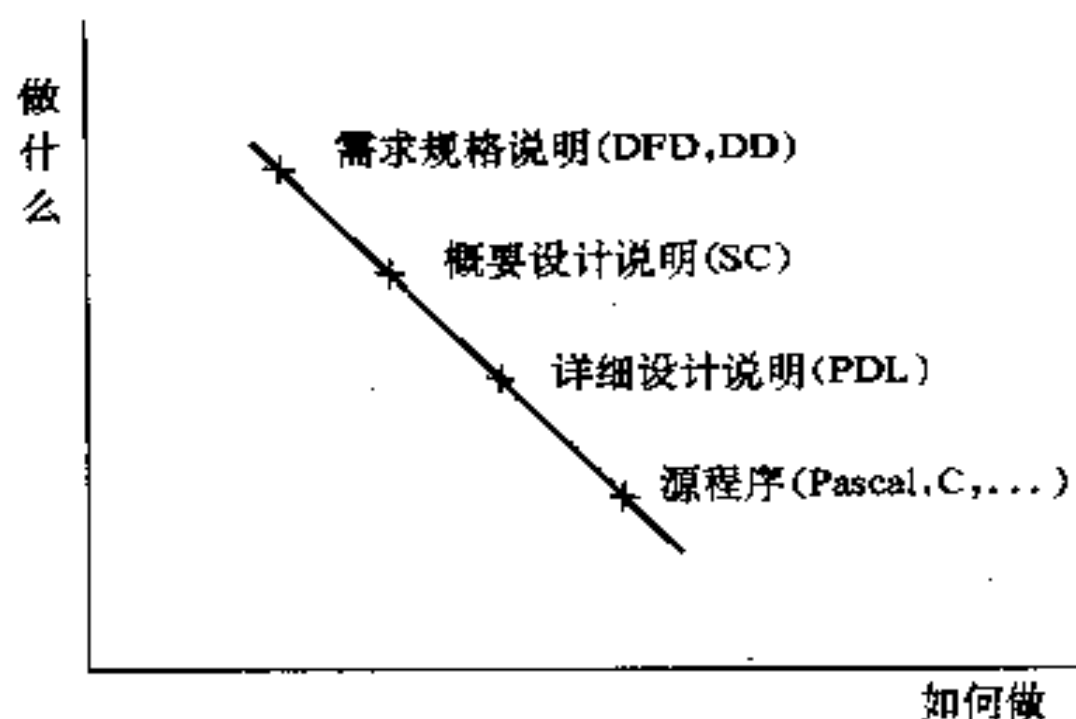 做什么
需求规格说明(DFD,DD)
概要设计说明(SC)
详细设计说明(PDL)
源程序(Pascal,C,...)
如何做